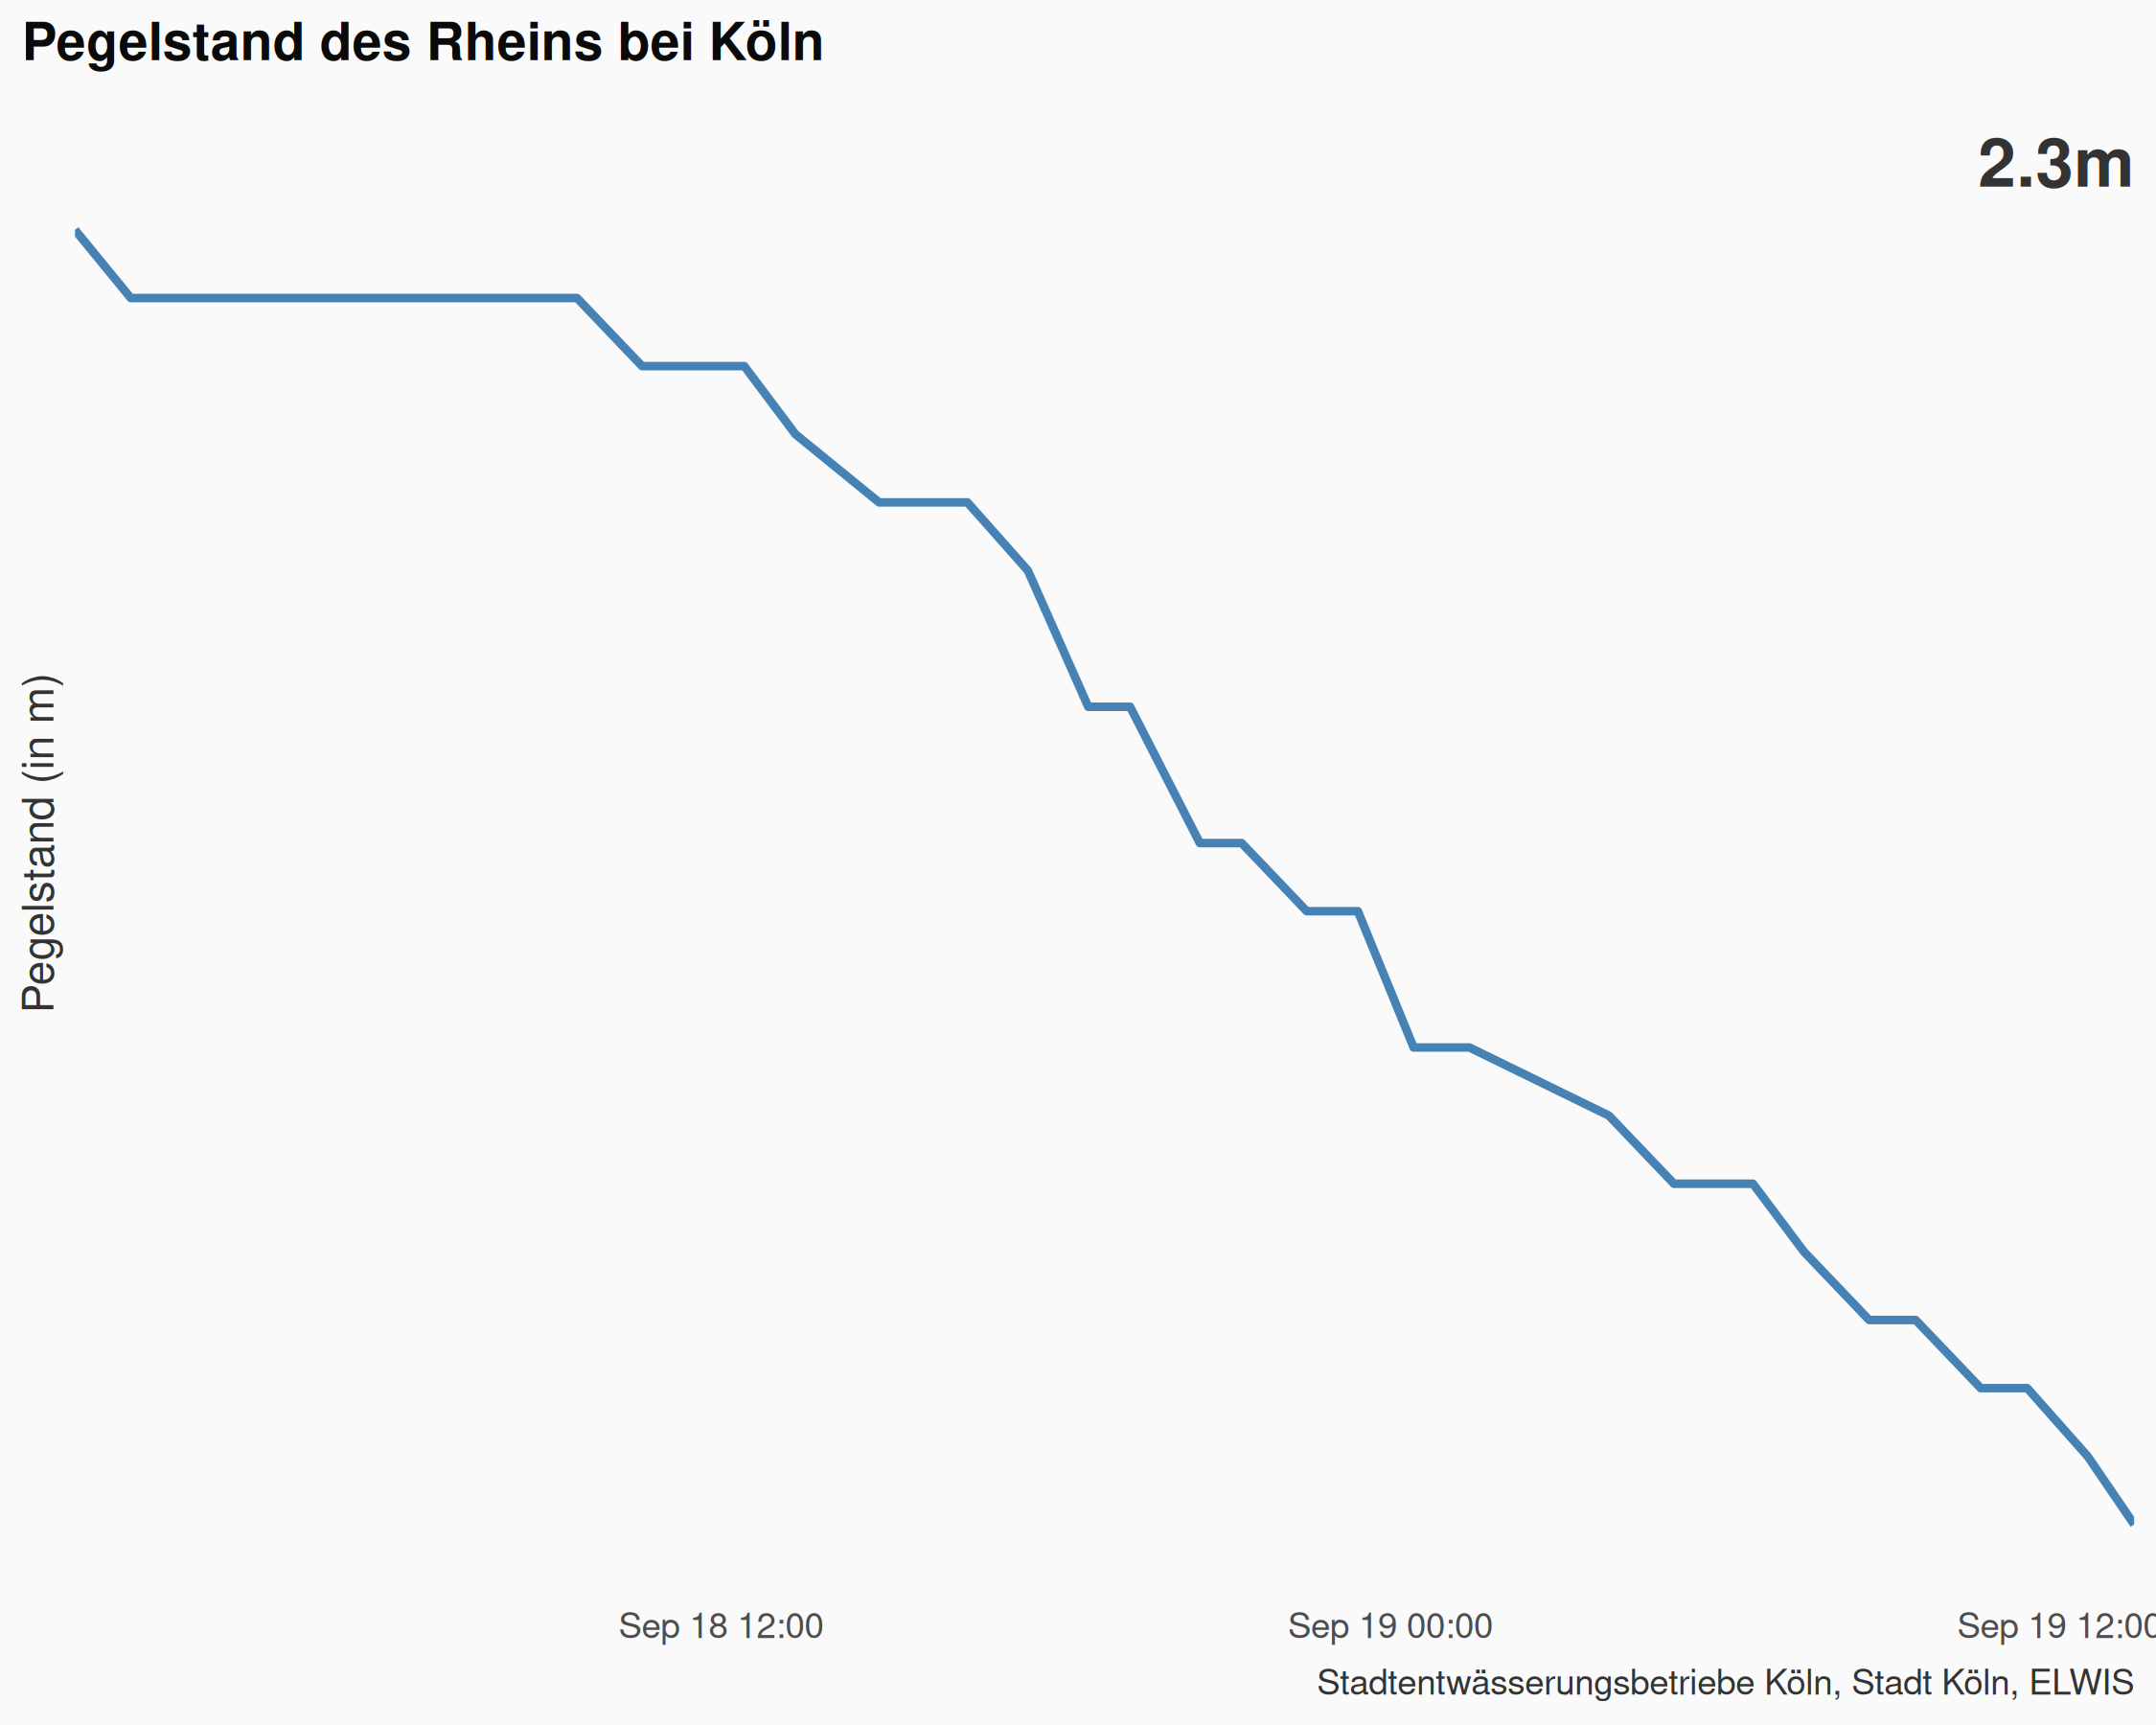 Pegelstand des Rheins bei Köln
2.3m
Pegelstand (in m)
Sep 18 12:00
Sep 19 00:00
Sep 19 12:00
Stadtentwässerungsbetriebe Köln, Stadt Köln, ELWIS